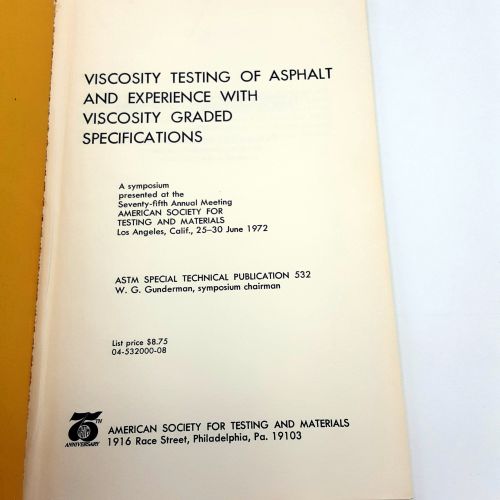 VISCOSITY TESTING OF ASPHALT
AND EXPERIENCE WITH
VISCOSITY GRADED
SPECIFICATIONS
A symposium
presented at the
Seventy-fifth Annual Meeting
AMERICAN SOCIETY FOR
TESTING AND MATERIALS
Los Angeles, Calif., 25–30 June 1972
ASTM SPECIAL TECHNICAL PUBLICATION 532
W. G. Gunderman, symposium chairman
List price $8.75
04-532000-08
75TH
ANNIVERSARY
AMERICAN SOCIETY FOR TESTING AND MATERIALS
1916 Race Street, Philadelphia, Pa. 19103